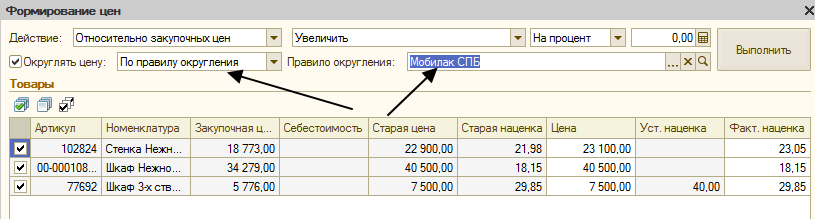 Формирование цен
Действие: Относительно закупочных цен Увеличить На процент 0,00
Выполнить
Округлять цену: По правилу округления Правило округления: Мобилак СПБ ...
Товары
Артикул Номенклатура Закупочная ц... Себестоимость Старая цена Старая наценка Цена Уст. наценка Факт. наценка
102824 Стенка Нежн... 18 773,00 22 900,00 21,98 23 100,00 23,05
00-000108... Шкаф Нежно... 34 279,00 40 500,00 18,15 40 500,00 18,15
77692 Шкаф 3-х ств... 5 776,00 7 500,00 29,85 7 500,00 40,00 29,85